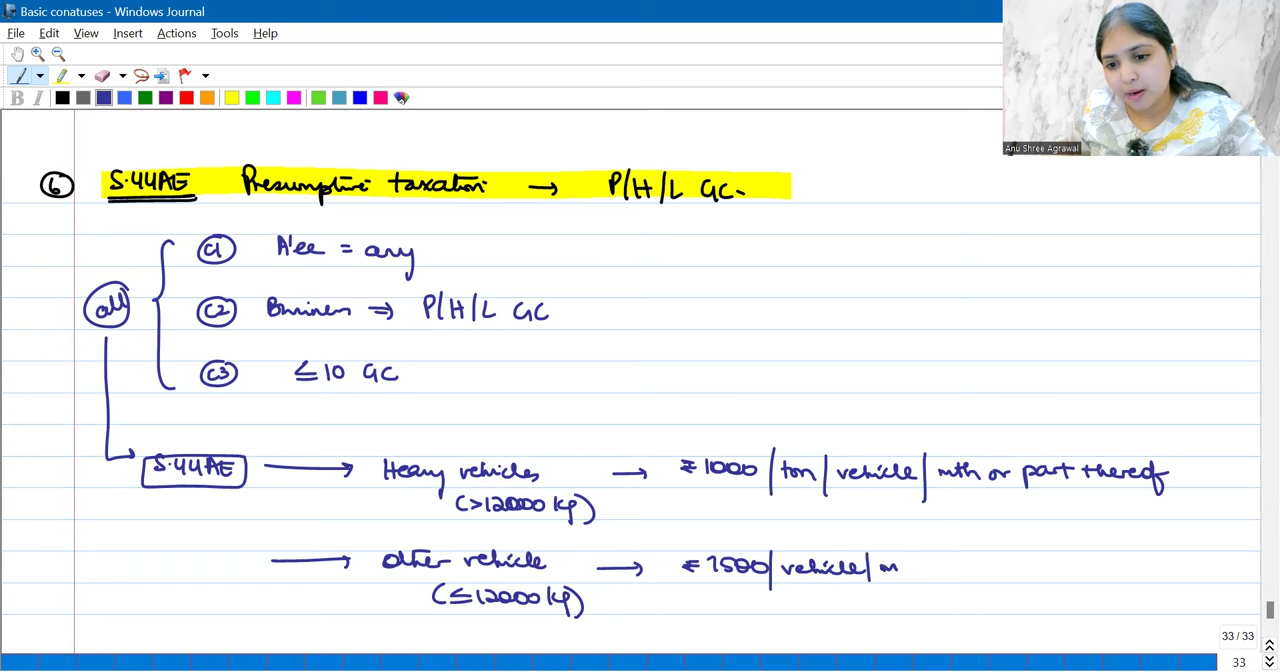 Basic conatuses - Windows Journal
File Edit View Insert Actions Tools Help
B I
Anu Shree Agrawal
6 S.44AE Presumptive taxation → P/H/L GC-
C1 A'ee = any
all
C2 Business ⇒ P/H/L GC
C3 ≤10 GC
S.44AE → Heavy vehicles → ₹1000/ton/vehicle/mth or part thereof
(>12000 kg)
→ other vehicle → ₹7500/vehicle/m
(≤12000 kg)
33 / 33
33